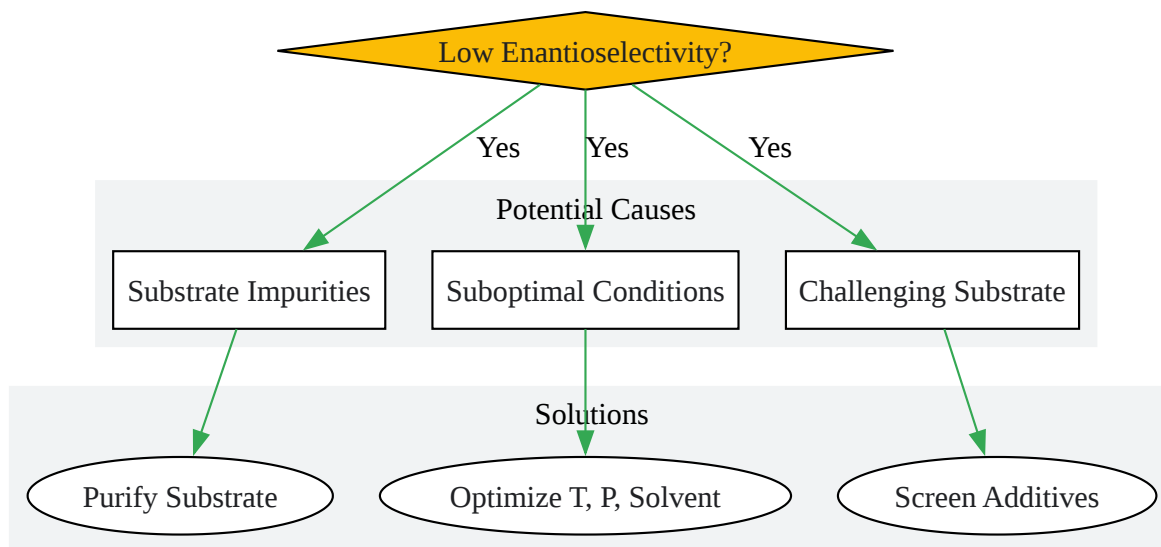 Low Enantioselectivity?
Yes
Yes
Yes
Potential Causes
Substrate Impurities
Suboptimal Conditions
Challenging Substrate
Solutions
Purify Substrate
Optimize T, P, Solvent
Screen Additives